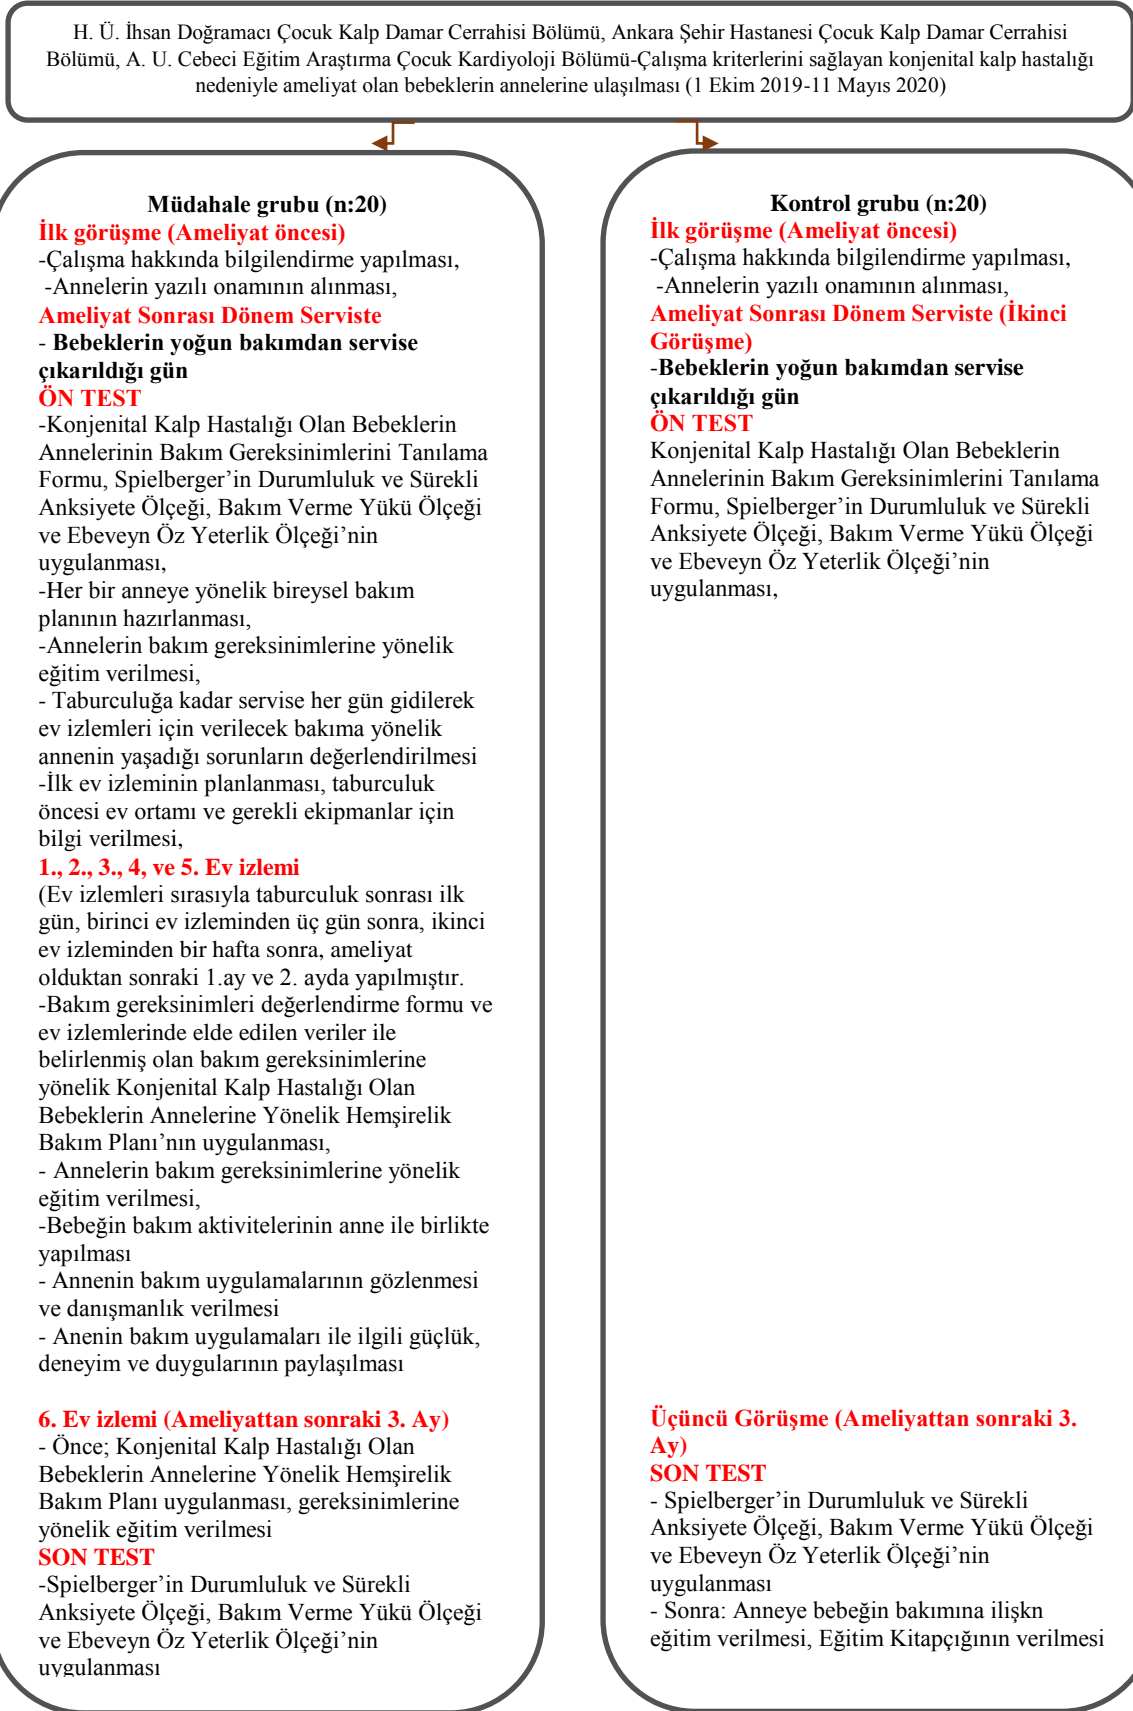 H. Ü. İhsan Doğramacı Çocuk Kalp Damar Cerrahisi Bölümü, Ankara Şehir Hastanesi Çocuk Kalp Damar Cerrahisi
Bölümü, A. U. Cebeci Eğitim Araştırma Çocuk Kardiyoloji Bölümü-Çalışma kriterlerini sağlayan konjenital kalp hastalığı
nedeniyle ameliyat olan bebeklerin annelerine ulaşılması (1 Ekim 2019-11 Mayıs 2020)
Müdahale grubu (n:20)
İlk görüşme (Ameliyat öncesi)
-Çalışma hakkında bilgilendirme yapılması,
-Annelerin yazılı onamının alınması,
Ameliyat Sonrası Dönem Serviste
- Bebeklerin yoğun bakımdan servise
çıkarıldığı gün
ÖN TEST
-Konjenital Kalp Hastalığı Olan Bebeklerin
Annelerinin Bakım Gereksinimlerini Tanılama
Formu, Spielberger’in Durumluluk ve Sürekli
Anksiyete Ölçeği, Bakım Verme Yükü Ölçeği
ve Ebeveyn Öz Yeterlik Ölçeği’nin
uygulanması,
-Her bir anneye yönelik bireysel bakım
planının hazırlanması,
-Annelerin bakım gereksinimlerine yönelik
eğitim verilmesi,
- Taburculuğa kadar servise her gün gidilerek
ev izlemleri için verilecek bakıma yönelik
annenin yaşadığı sorunların değerlendirilmesi
-İlk ev izleminin planlanması, taburculuk
öncesi ev ortamı ve gerekli ekipmanlar için
bilgi verilmesi,
1., 2., 3., 4, ve 5. Ev izlemi
(Ev izlemleri sırasıyla taburculuk sonrası ilk
gün, birinci ev izleminden üç gün sonra, ikinci
ev izleminden bir hafta sonra, ameliyat
olduktan sonraki 1.ay ve 2. ayda yapılmıştır.
-Bakım gereksinimleri değerlendirme formu ve
ev izlemlerinde elde edilen veriler ile
belirlenmiş olan bakım gereksinimlerine
yönelik Konjenital Kalp Hastalığı Olan
Bebeklerin Annelerine Yönelik Hemşirelik
Bakım Planı’nın uygulanması,
- Annelerin bakım gereksinimlerine yönelik
eğitim verilmesi,
-Bebeğin bakım aktivitelerinin anne ile birlikte
yapılması
- Annenin bakım uygulamalarının gözlenmesi
ve danışmanlık verilmesi
- Anenin bakım uygulamaları ile ilgili güçlük,
deneyim ve duygularının paylaşılması
6. Ev izlemi (Ameliyattan sonraki 3. Ay)
- Önce; Konjenital Kalp Hastalığı Olan
Bebeklerin Annelerine Yönelik Hemşirelik
Bakım Planı uygulanması, gereksinimlerine
yönelik eğitim verilmesi
SON TEST
-Spielberger’in Durumluluk ve Sürekli
Anksiyete Ölçeği, Bakım Verme Yükü Ölçeği
ve Ebeveyn Öz Yeterlik Ölçeği’nin
uygulanması
Kontrol grubu (n:20)
İlk görüşme (Ameliyat öncesi)
-Çalışma hakkında bilgilendirme yapılması,
-Annelerin yazılı onamının alınması,
Ameliyat Sonrası Dönem Serviste (İkinci
Görüşme)
-Bebeklerin yoğun bakımdan servise
çıkarıldığı gün
ÖN TEST
Konjenital Kalp Hastalığı Olan Bebeklerin
Annelerinin Bakım Gereksinimlerini Tanılama
Formu, Spielberger’in Durumluluk ve Sürekli
Anksiyete Ölçeği, Bakım Verme Yükü Ölçeği
ve Ebeveyn Öz Yeterlik Ölçeği’nin
uygulanması,
Üçüncü Görüşme (Ameliyattan sonraki 3.
Ay)
SON TEST
- Spielberger’in Durumluluk ve Sürekli
Anksiyete Ölçeği, Bakım Verme Yükü Ölçeği
ve Ebeveyn Öz Yeterlik Ölçeği’nin
uygulanması
- Sonra: Anneye bebeğin bakımına ilişkn
eğitim verilmesi, Eğitim Kitapçığının verilmesi